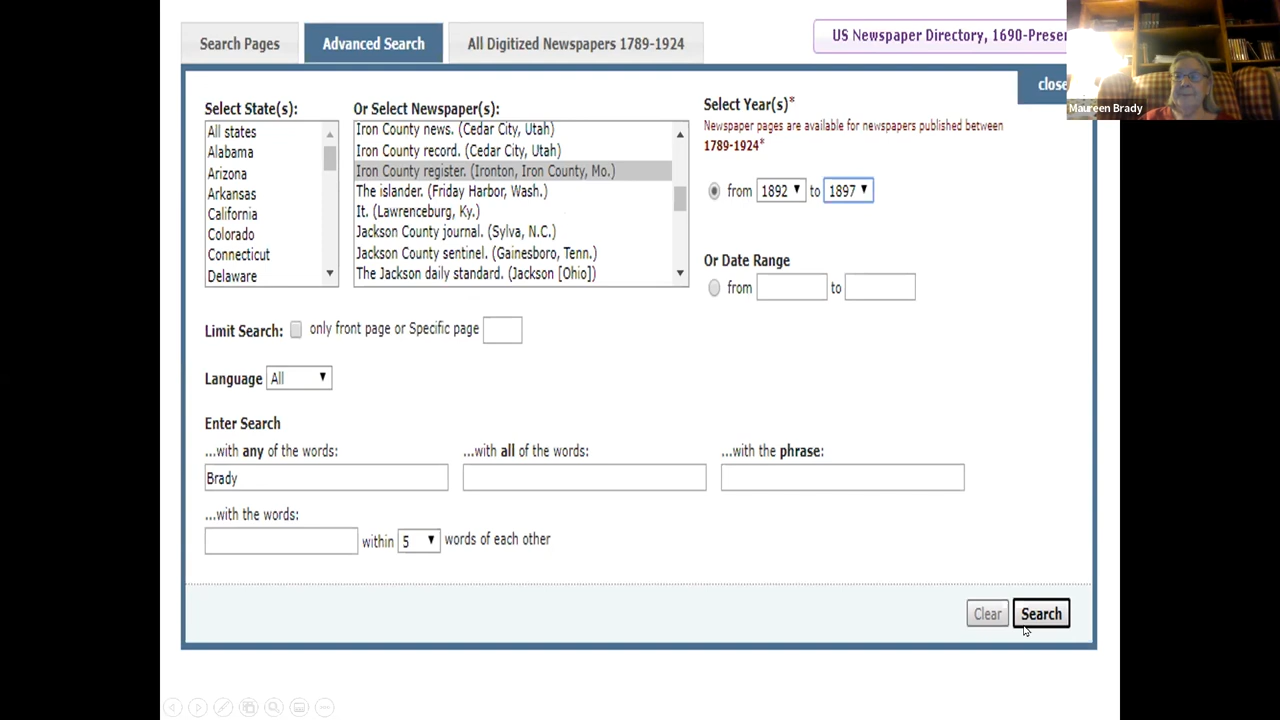 Search Pages
Advanced Search
All Digitized Newspapers 1789-1924
US Newspaper Directory, 1690-Presen
close
Maureen Brady
Select State(s):
All states
Alabama
Arizona
Arkansas
California
Colorado
Connecticut
Delaware
Or Select Newspaper(s):
Iron County news. (Cedar City, Utah)
Iron County record. (Cedar City, Utah)
Iron County register. (Ironton, Iron County, Mo.)
The islander. (Friday Harbor, Wash.)
It. (Lawrenceburg, Ky.)
Jackson County journal. (Sylva, N.C.)
Jackson County sentinel. (Gainesboro, Tenn.)
The Jackson daily standard. (Jackson [Ohio])
Select Year(s)*
Newspaper pages are available for newspapers published between
1789-1924*
from 1892 to 1897
Or Date Range
from to
Limit Search: only front page or Specific page
Language All
Enter Search
...with any of the words:
Brady
...with all of the words:
...with the phrase:
...with the words:
within 5 words of each other
Clear
Search